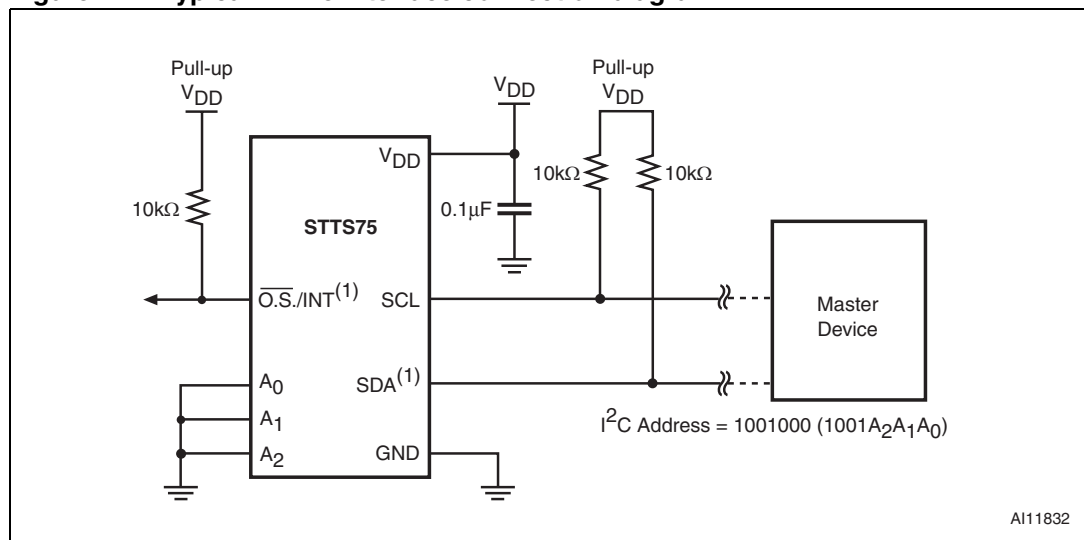 Pull-up
VDD
10kΩ
VDD
Pull-up
VDD
VDD
10kΩ
10kΩ
0.1μF
STTS75
O.S./INT(1)
SCL
Master
Device
A0
SDA(1)
A1
I2C Address = 1001000 (1001A2A1A0)
A2
GND
AI11832